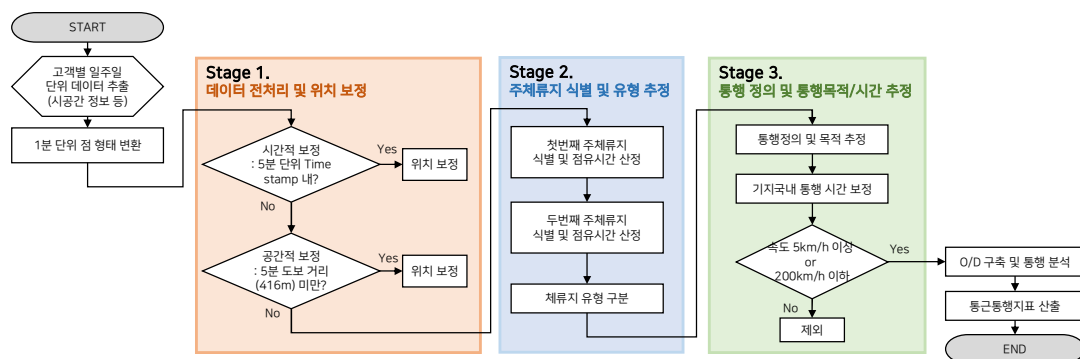 START
고객별 일주일
단위 데이터 추출
(시공간 정보 등)
1분 단위 점 형태 변환
Stage 1.
데이터 전처리 및 위치 보정
시간적 보정
: 5분 단위 Time
stamp 내?
Yes
위치 보정
No
공간적 보정
: 5분 도보 거리
(416m) 미만?
Yes
위치 보정
No
Stage 2.
주체류지 식별 및 유형 추정
첫번째 주체류지
식별 및 점유시간 산정
두번째 주체류지
식별 및 점유시간 산정
체류지 유형 구분
Stage 3.
통행 정의 및 통행목적/시간 추정
통행정의 및 목적 추정
기지국내 통행 시간 보정
속도 5km/h 이상
or
200km/h 이하
Yes
No
제외
O/D 구축 및 통행 분석
통근통행지표 산출
END